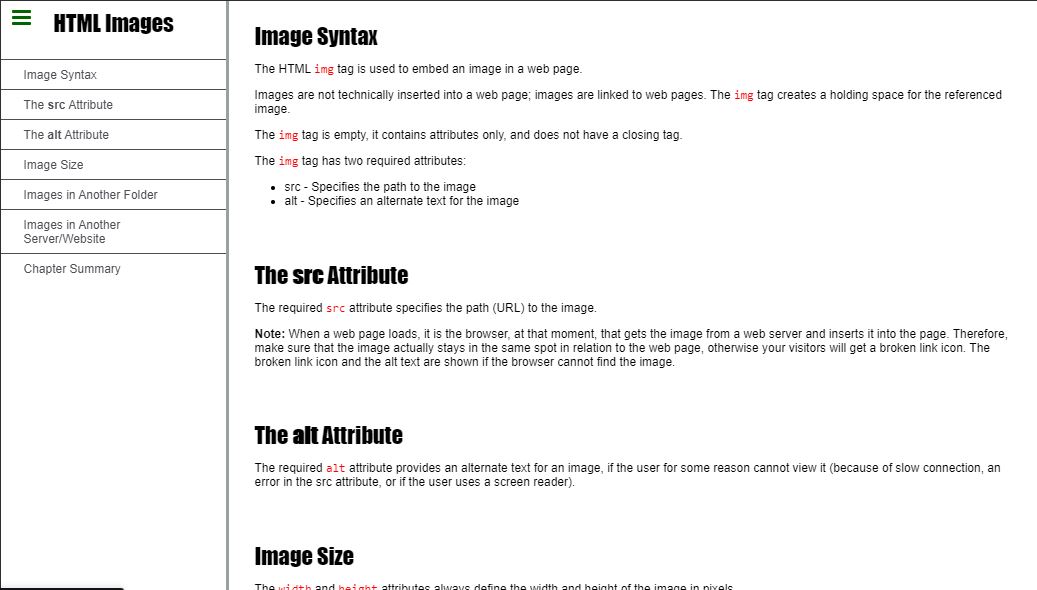 HTML Images
Image Syntax
The src Attribute
The alt Attribute
Image Size
Images in Another Folder
Images in Another
Server/Website
Chapter Summary
Image Syntax
The HTML img tag is used to embed an image in a web page.
Images are not technically inserted into a web page; images are linked to web pages. The img tag creates a holding space for the referenced
image.
The img tag is empty, it contains attributes only, and does not have a closing tag.
The img tag has two required attributes:
• src - Specifies the path to the image
• alt - Specifies an alternate text for the image
The src Attribute
The required src attribute specifies the path (URL) to the image.
Note: When a web page loads, it is the browser, at that moment, that gets the image from a web server and inserts it into the page. Therefore,
make sure that the image actually stays in the same spot in relation to the web page, otherwise your visitors will get a broken link icon. The
broken link icon and the alt text are shown if the browser cannot find the image.
The alt Attribute
The required alt attribute provides an alternate text for an image, if the user for some reason cannot view it (because of slow connection, an
error in the src attribute, or if the user uses a screen reader).
Image Size
The width and height attributes always define the width and height of the image in pixels.